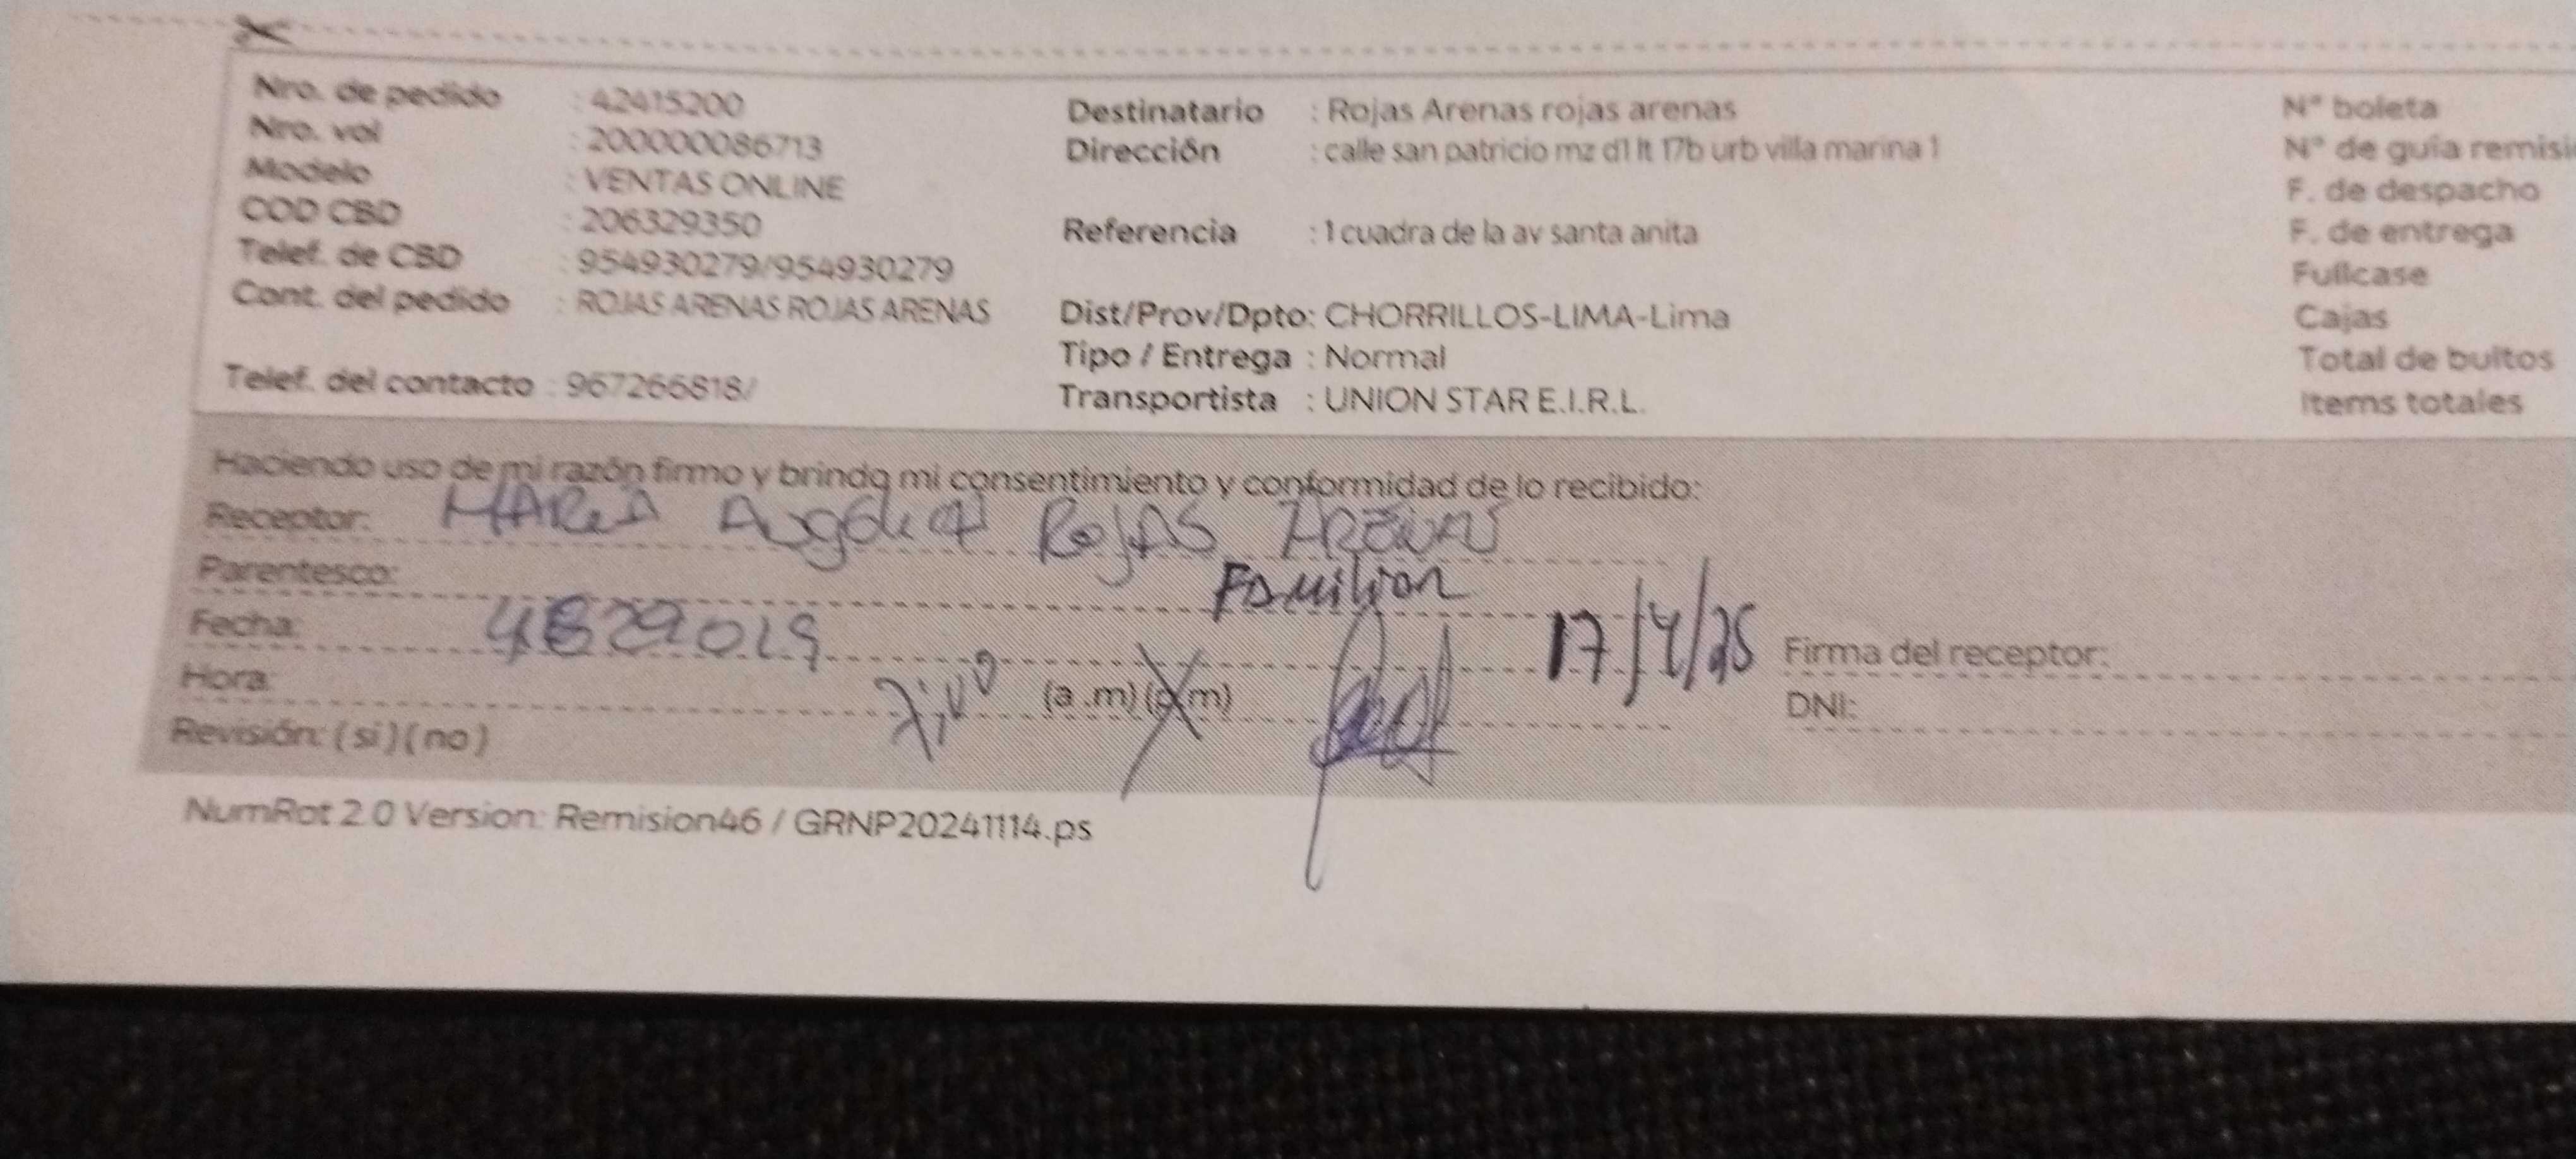 Nro. de pedido : 42415200
Nro. vol : 200000086713
Modelo : VENTAS ONLINE
COD CBD : 206329350
Telef. de CBD : 954930279/954930279
Cont. del pedido : ROJAS ARENAS ROJAS ARENAS
Telef. del contacto : 967266818/
Destinatario : Rojas Arenas rojas arenas
Dirección : calle san patricio mz d1 lt 17b urb villa marina 1
Referencia : 1 cuadra de la av santa anita
Dist/Prov/Dpto: CHORRILLOS-LIMA-Lima
Tipo / Entrega : Normal
Transportista : UNION STAR E.I.R.L.
N° boleta
N° de guía
F. de despacho
F. de entrega
Fullcase
Cajas
Total de bultos
Items totales
Haciendo uso de mi razón firmo y brindo mi consentimiento y conformidad de lo recibido:
Receptor: MARIA Angélica ROJAS ARENAS
Parentesco: Familiar
Fecha: 17/4/25
Hora: (a .m) (p.m)
Revisión: ( si ) ( no )
Firma del receptor:
DNI:
NumRot 2.0 Version: Remision46 / GRNP20241114.ps